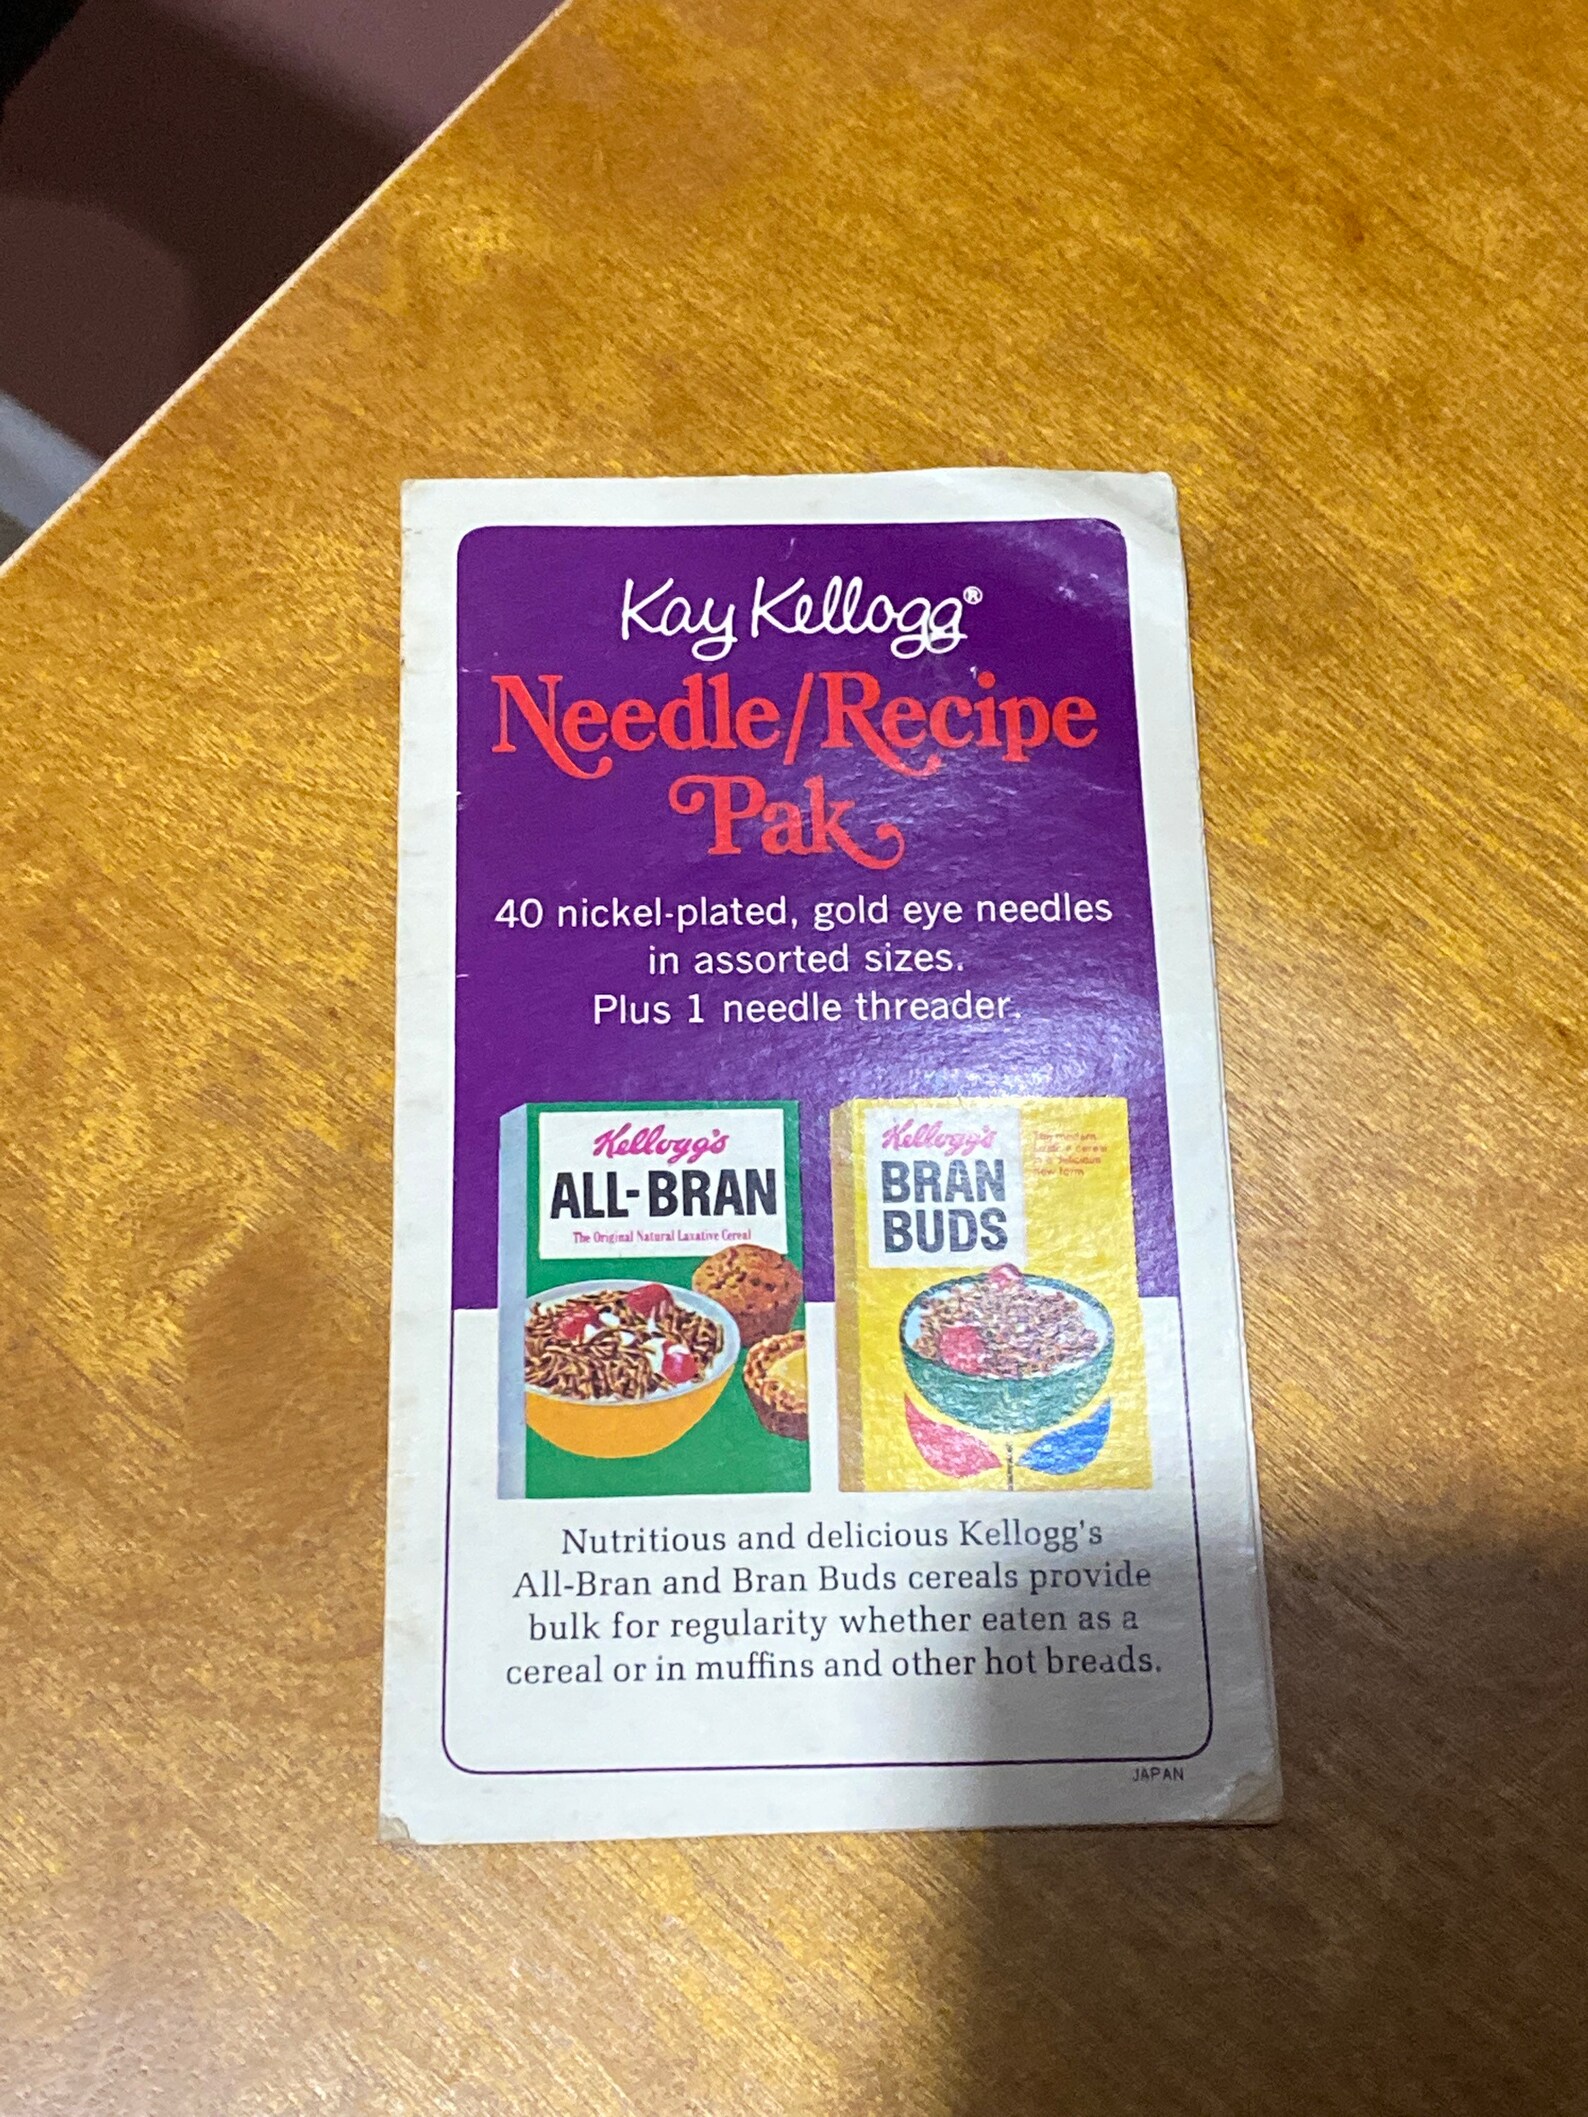 Kay Kellogg®
Needle/Recipe
Pak
40 nickel-plated, gold eye needles
in assorted sizes.
Plus 1 needle threader.
Kellogg's
ALL-BRAN
The Original Natural Laxative Cereal
Kellogg's
BRAN
BUDS
new form
Nutritious and delicious Kellogg's
All-Bran and Bran Buds cereals provide
bulk for regularity whether eaten as a
cereal or in muffins and other hot breads.
JAPAN